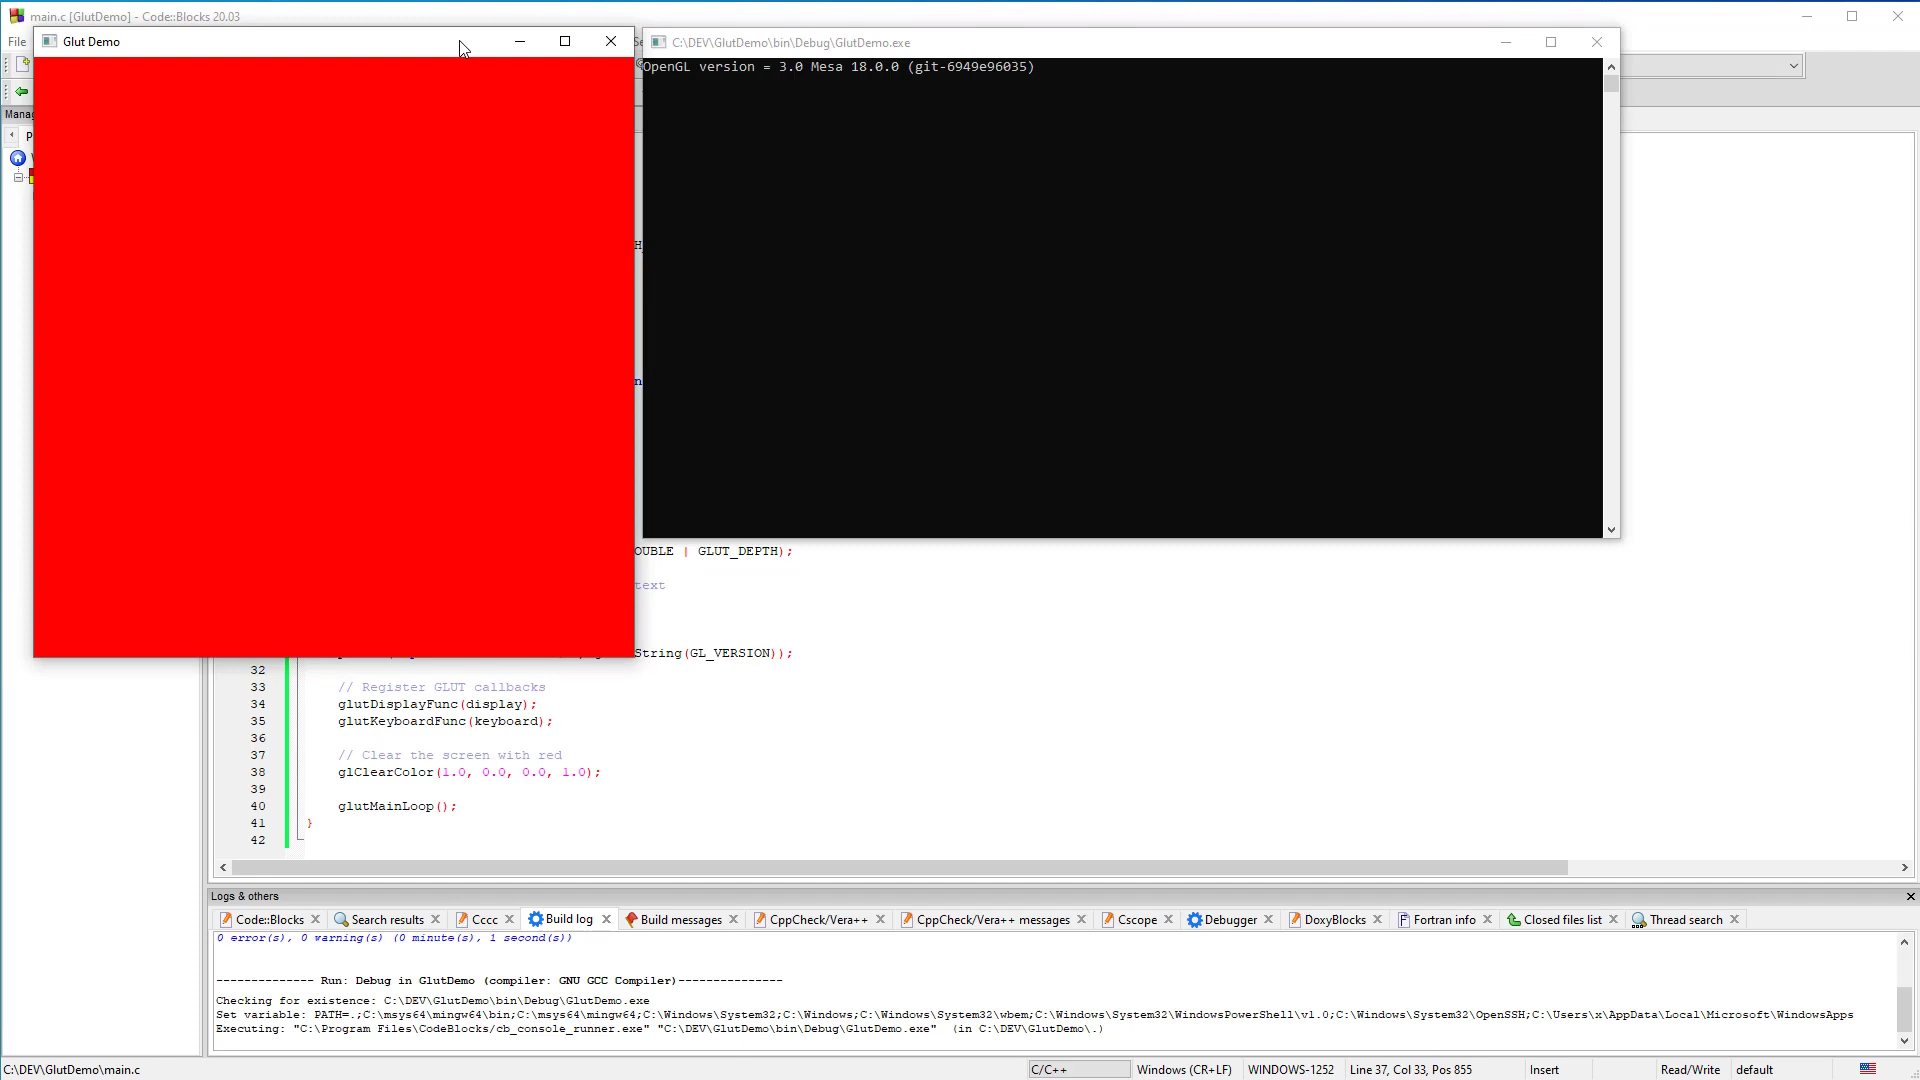 main.c [GlutDemo] - Code::Blocks 20.03
File
Glut Demo
C:\DEV\GlutDemo\bin\Debug\GlutDemo.exe
OpenGL version = 3.0 Mesa 18.0.0 (git-6949e96035)
OUBLE | GLUT_DEPTH);
text
String(GL_VERSION));
32
33 // Register GLUT callbacks
34 glutDisplayFunc(display);
35 glutKeyboardFunc(keyboard);
36
37 // Clear the screen with red
38 glClearColor(1.0, 0.0, 0.0, 1.0);
39
40 glutMainLoop();
41 }
42
Logs & others
Code::Blocks Search results Cccc Build log Build messages CppCheck/Vera++ CppCheck/Vera++ messages Cscope Debugger DoxyBlocks Fortran info Closed files list Thread search
0 error(s), 0 warning(s) (0 minute(s), 1 second(s))
-------------- Run: Debug in GlutDemo (compiler: GNU GCC Compiler)---------------
Checking for existence: C:\DEV\GlutDemo\bin\Debug\GlutDemo.exe
Set variable: PATH=.;C:\msys64\mingw64\bin;C:\msys64\mingw64;C:\Windows\System32;C:\Windows;C:\Windows\System32\wbem;C:\Windows\System32\WindowsPowerShell\v1.0;C:\Windows\System32\OpenSSH;C:\Users\x\AppData\Local\Microsoft\WindowsApps
Executing: "C:\Program Files\CodeBlocks/cb_console_runner.exe" "C:\DEV\GlutDemo\bin\Debug\GlutDemo.exe"  (in C:\DEV\GlutDemo\.)
C:\DEV\GlutDemo\main.c C/C++ Windows (CR+LF) WINDOWS-1252 Line 37, Col 33, Pos 855 Insert Read/Write default